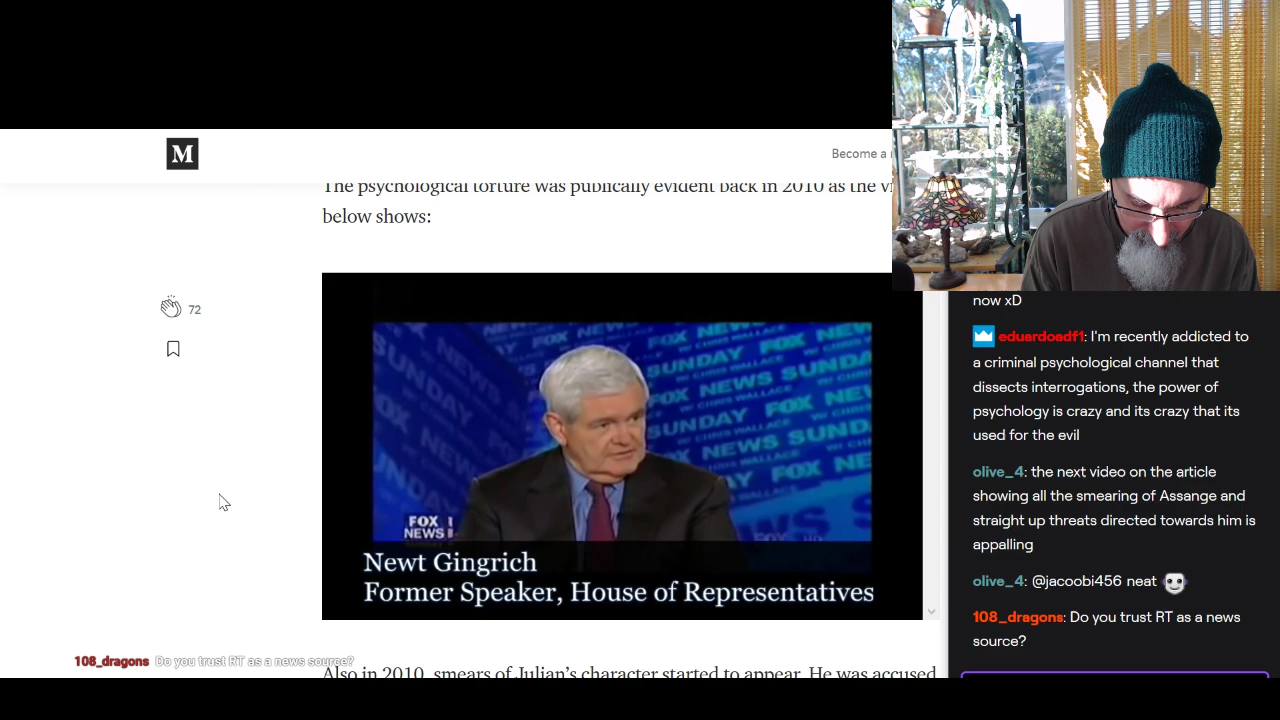 M
Become a
The psychological torture was publically evident back in 2010 as the
below shows:
72
FOX NEWS SUNDAY
W/ CHRIS WALLACE
FOX
NEWS
Newt Gingrich
Former Speaker, House of Representatives
Also in 2010, smears of Julian's character started to appear. He was accused
108_dragons Do you trust RT as a news source?
now xD
eduardoadf1: I'm recently addicted to
a criminal psychological channel that
dissects interrogations, the power of
psychology is crazy and its crazy that its
used for the evil
olive_4: the next video on the article
showing all the smearing of Assange and
straight up threats directed towards him is
appalling
olive_4: @jacoobi456 neat
108_dragons: Do you trust RT as a news
source?